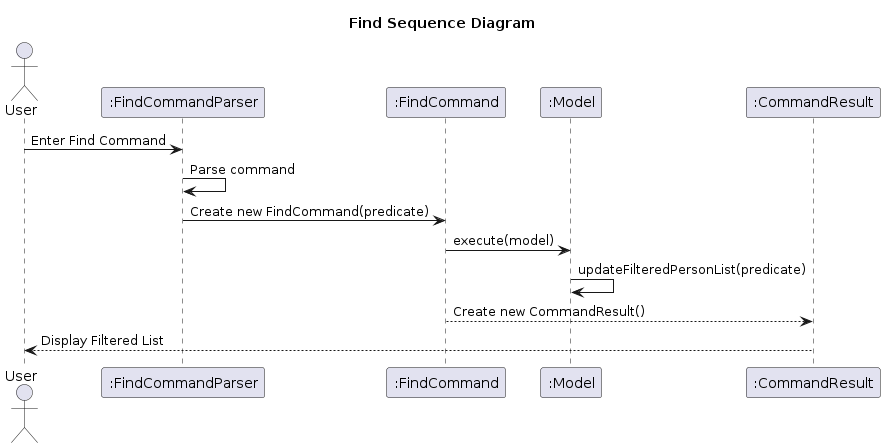 Find Sequence Diagram
User
:FindCommandParser
:FindCommand
:Model
:CommandResult
Enter Find Command
Parse command
Create new FindCommand(predicate)
execute(model)
updateFilteredPersonList(predicate)
Create new CommandResult()
Display Filtered List
User
:FindCommandParser
:FindCommand
:Model
:CommandResult